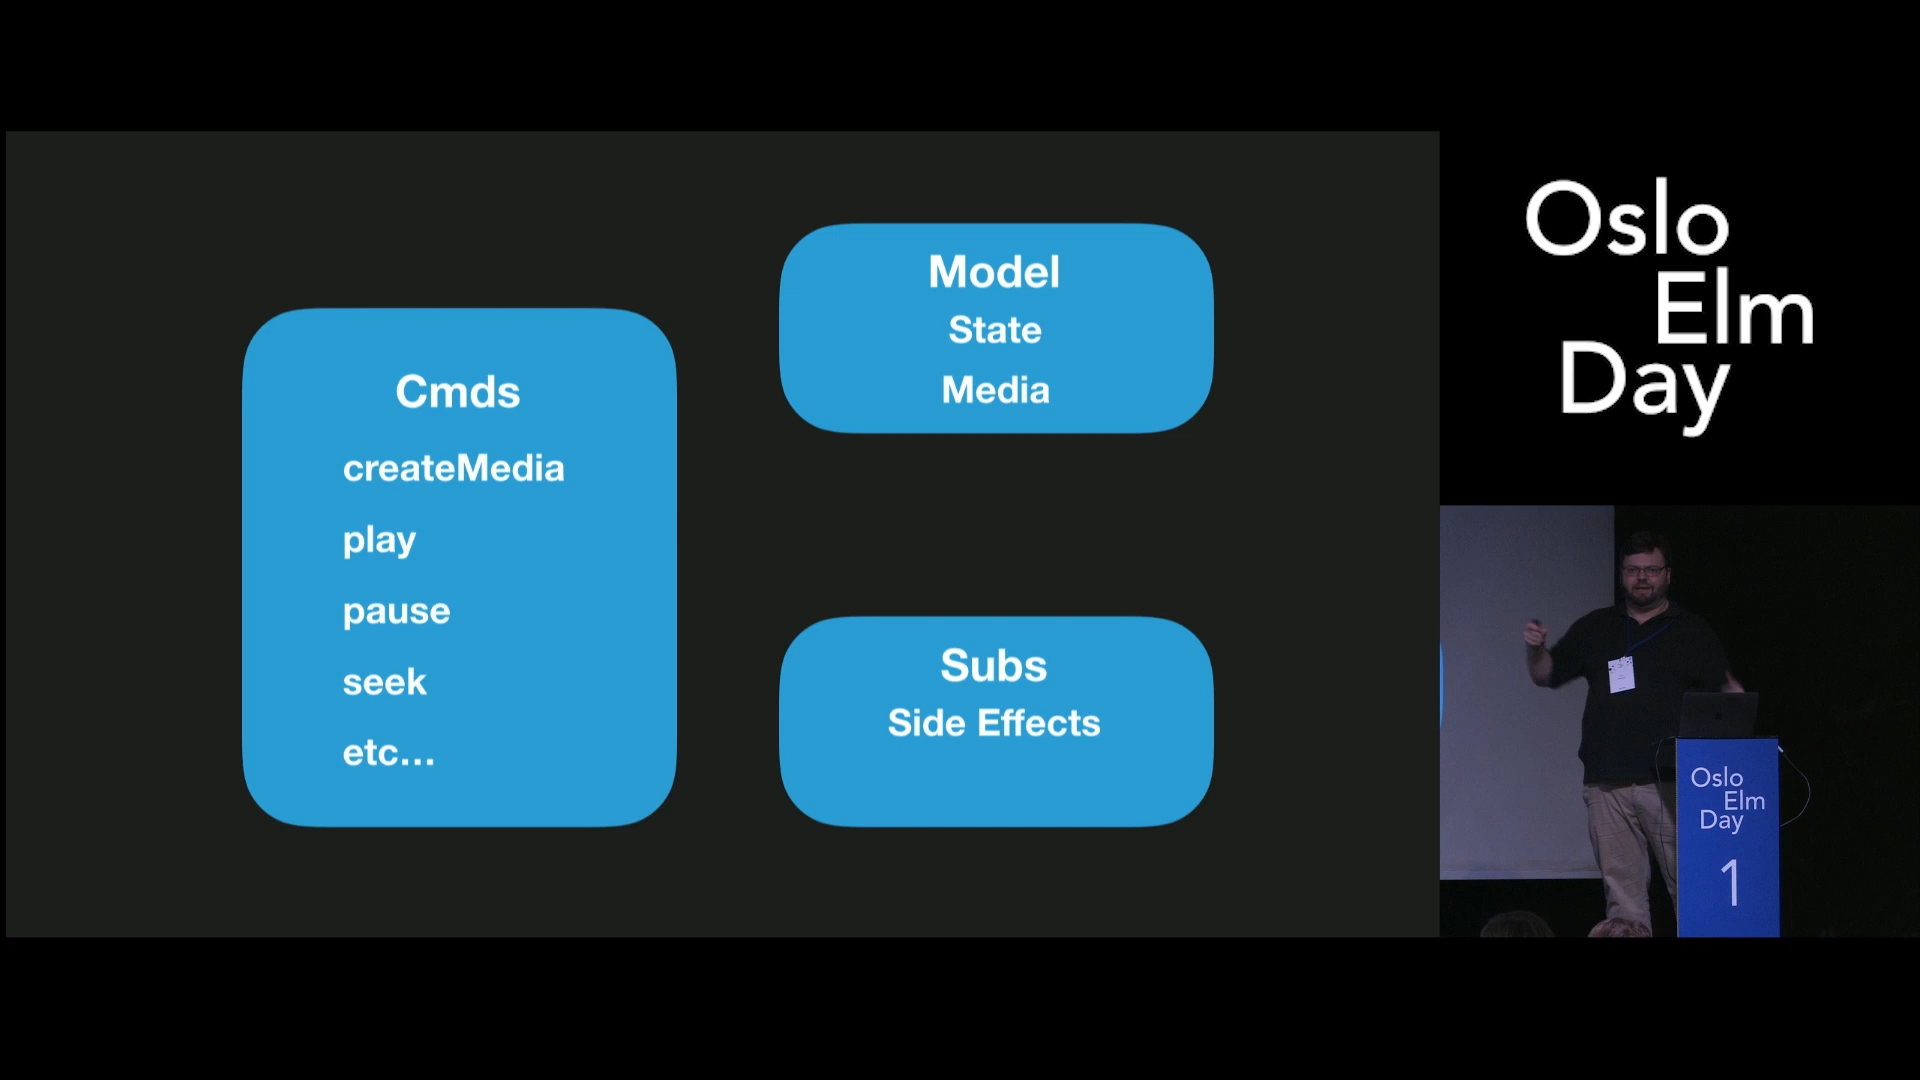 Cmds
createMedia
play
pause
seek
etc...
Model
State
Media
Subs
Side Effects
Oslo
Elm
Day
Oslo
Elm
Day
1